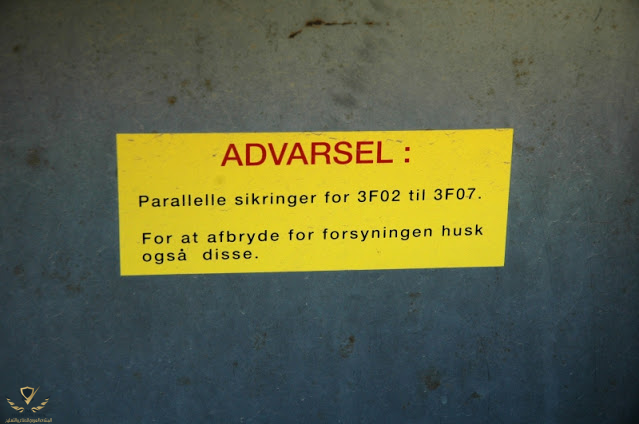 ADVARSEL :
Parallelle sikringer for 3F02 til 3F07.
For at afbryde for forsyningen husk
også disse.